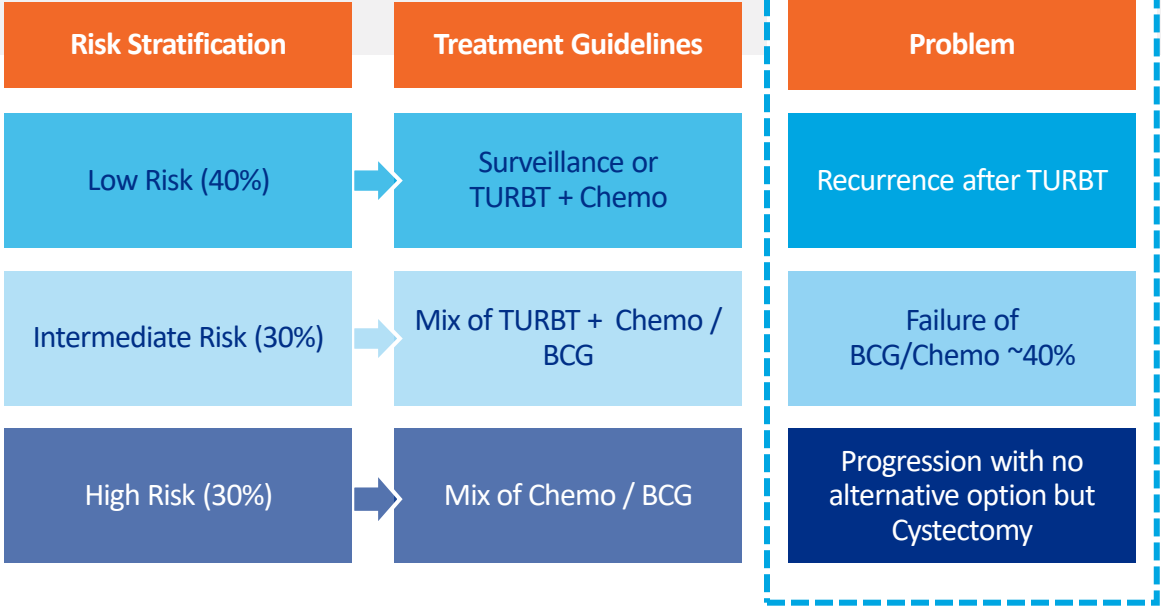 Risk Stratification
Treatment Guidelines
Problem
Low Risk (40%)
Surveillance or
TURBT + Chemo
Recurrence after TURBT
Intermediate Risk (30%)
Mix of TURBT + Chemo /
BCG
Failure of
BCG/Chemo ~40%
High Risk (30%)
Mix of Chemo / BCG
Progression with no
alternative option but
Cystectomy